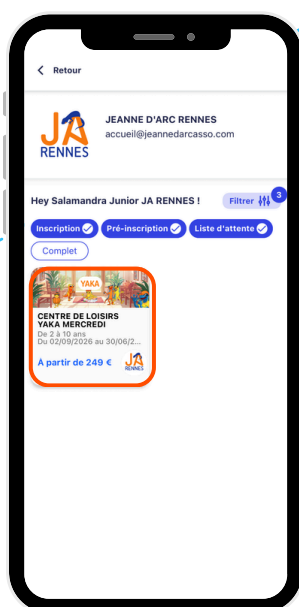 Retour
JA
RENNES
JEANNE D'ARC RENNES
accueil@jeannedarcasso.com
Hey Salamandra Junior JA RENNES !
Filtrer
3
Inscription
Pré-inscription
Liste d'attente
Complet
YAKA
CENTRE DE LOISIRS
YAKA MERCREDI
De 2 à 10 ans
Du 02/09/2026 au 30/06/2...
À partir de 249 €
JA
RENNES